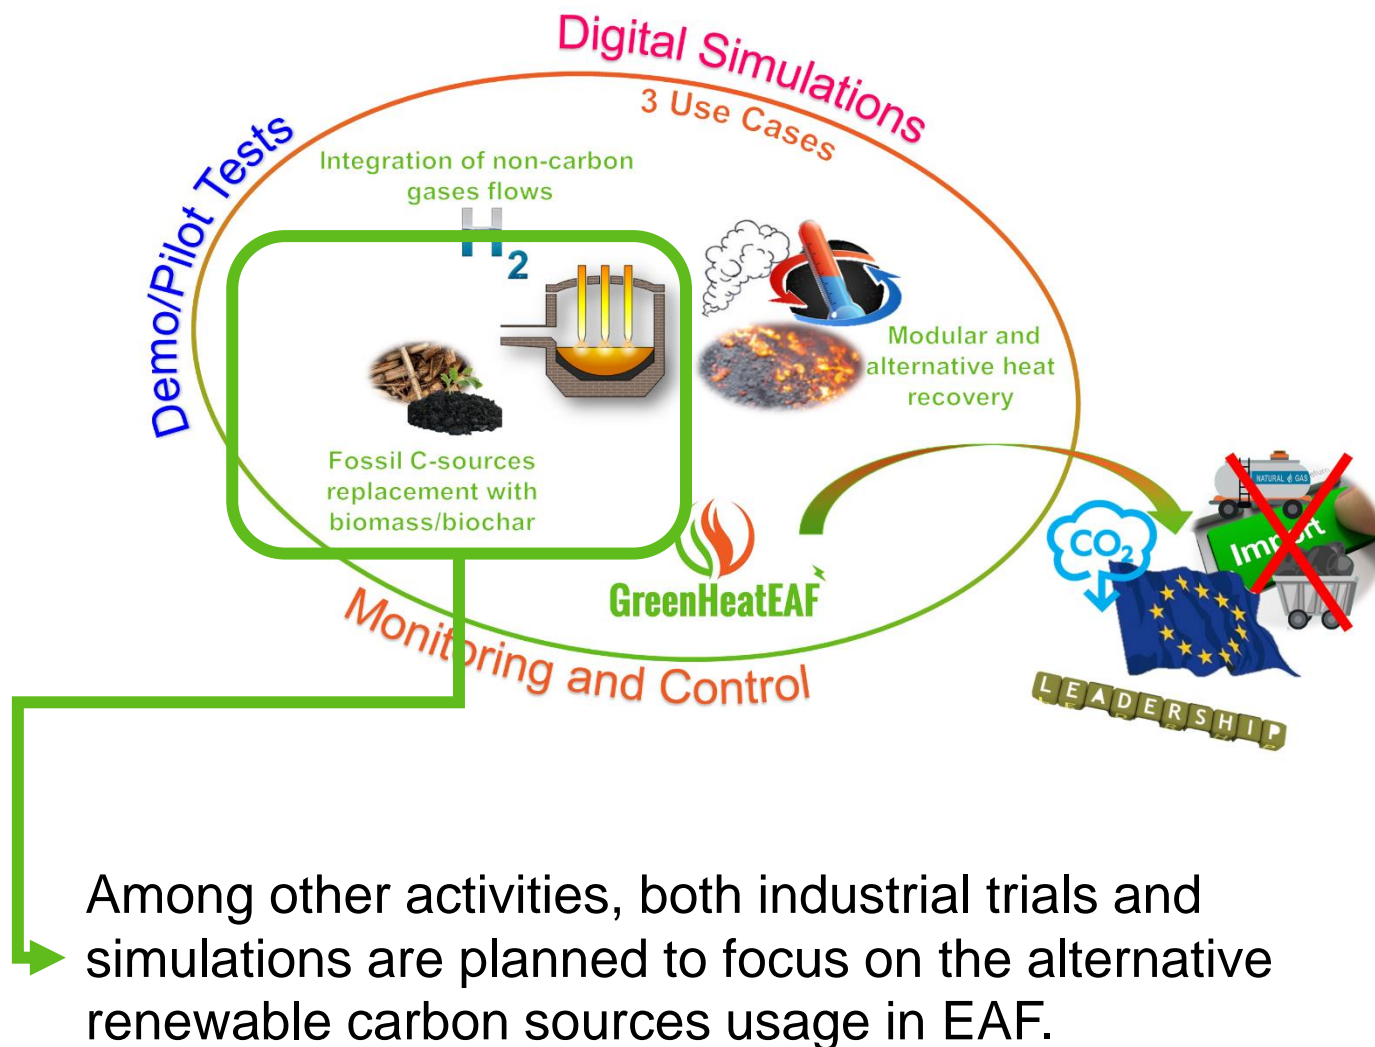 Digital Simulations
3 Use Cases
Demo/Pilot Tests
Integration of non-carbon
gases flows
H2
Modular and
alternative heat
recovery
Fossil C-sources
replacement with
biomass/biochar
GreenHeatEAF
Monitoring and Control
NATURAL GAS
Import
CO2
LEADERSHIP
Among other activities, both industrial trials and
simulations are planned to focus on the alternative
renewable carbon sources usage in EAF.